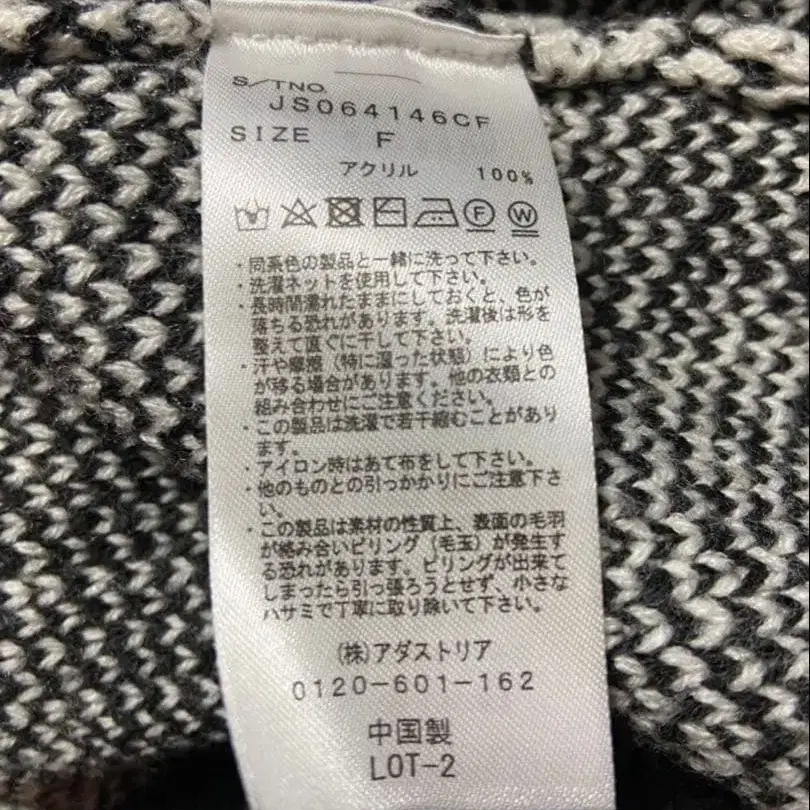 S/TNO.
JS064146CF
SIZE F
アクリル 100%
F W
・同系色の製品と一緒に洗って下さい。
・洗濯ネットを使用して下さい。
・長時間濡れたままにしておくと、色が
落ちる恐れがあります。洗濯後は形を
整えて直ぐに干して下さい。
・汗や摩擦（特に湿った状態）により色
が移る場合があります。他の衣類との
組み合わせにご注意ください。
・この製品は洗濯で若干縮むことがあり
ます。
・アイロン時はあて布をして下さい。
・他のものとの引っかかりにご注意下さ
い。
・この製品は素材の性質上、表面の毛羽
が絡み合いピリング（毛玉）が発生す
る恐れがあります。ピリングが出来て
しまったら引っ張ろうとせず、小さな
ハサミで丁寧に取り除いて下さい。
(株)アダストリア
0120-601-162
中国製
LOT-2